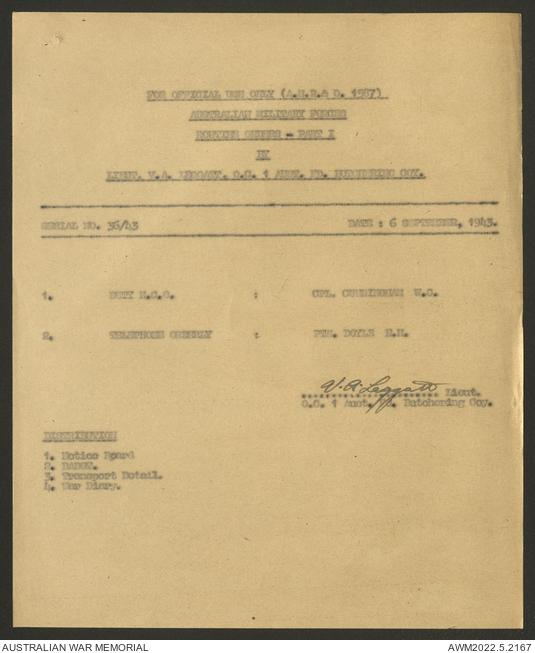 FOR OFFICIAL USE ONLY (A.M.R.& O. 1587)
AUSTRALIAN MILITARY FORCES
ROUTINE ORDERS - PART I
BY
LIEUT. V.A. LEGGATT. O.C. 1 AUST. FD. BUTCHERING COY.
SERIAL NO. 36/43 DATE : 6 SEPTEMBER, 1943.
1. DUTY N.C.O. : CPL. CUNNINGHAM W.G.
2. TELEPHONE ORDERLY : PTE. DOYLE E.H.
V. A Leggatt Lieut.
O.C. 1 Aust. Butchering Coy.
DISTRIBUTION
1. Notice Board
2.
3. Transport Detail.
4. War Diary.
AUSTRALIAN WAR MEMORIAL AWM2022.5.2167